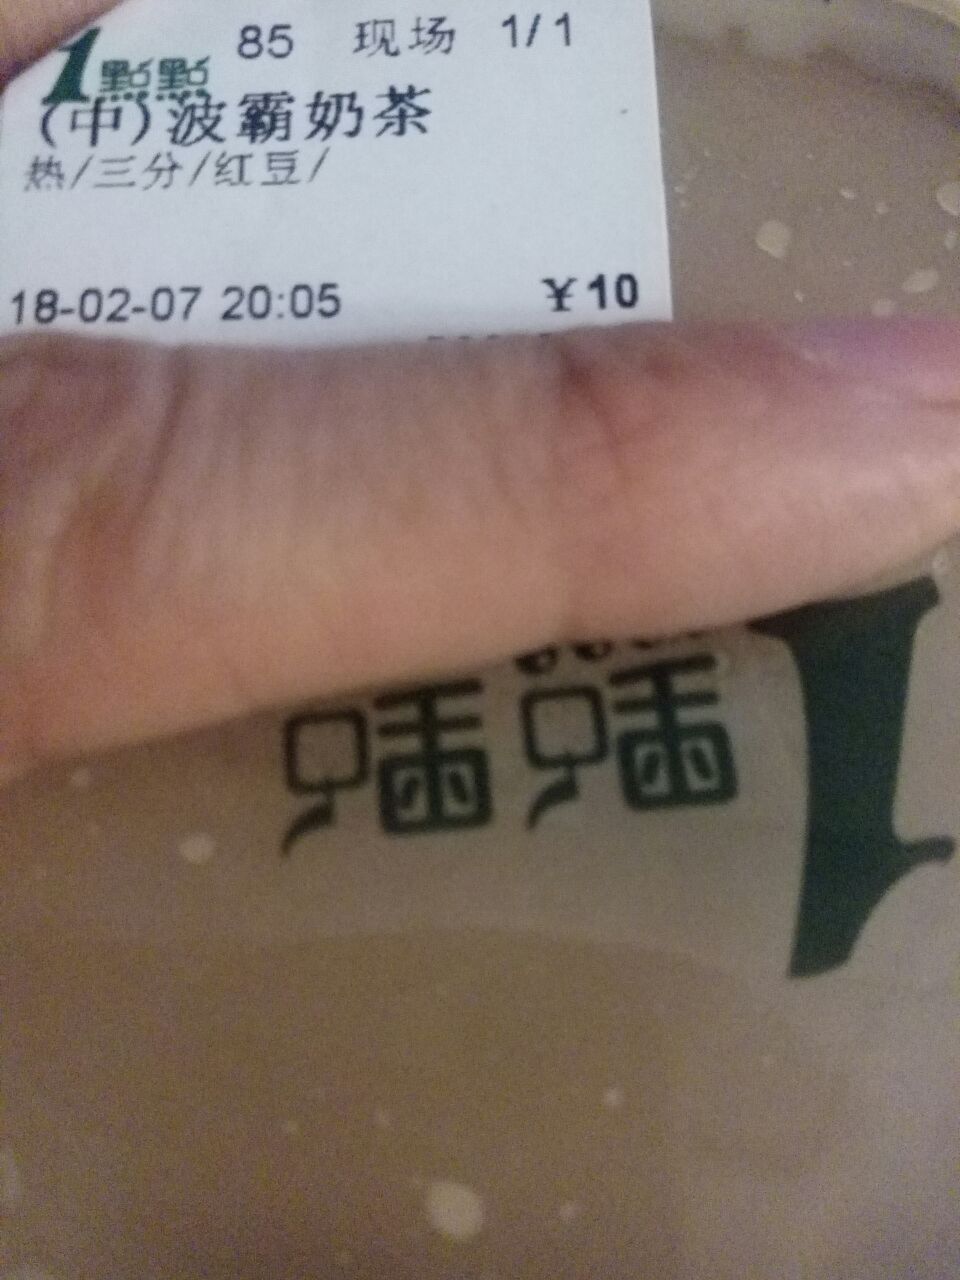 1點點 85 现场 1/1
(中)波霸奶茶
热/三分/红豆/
18-02-07 20:05 ¥10
1點點